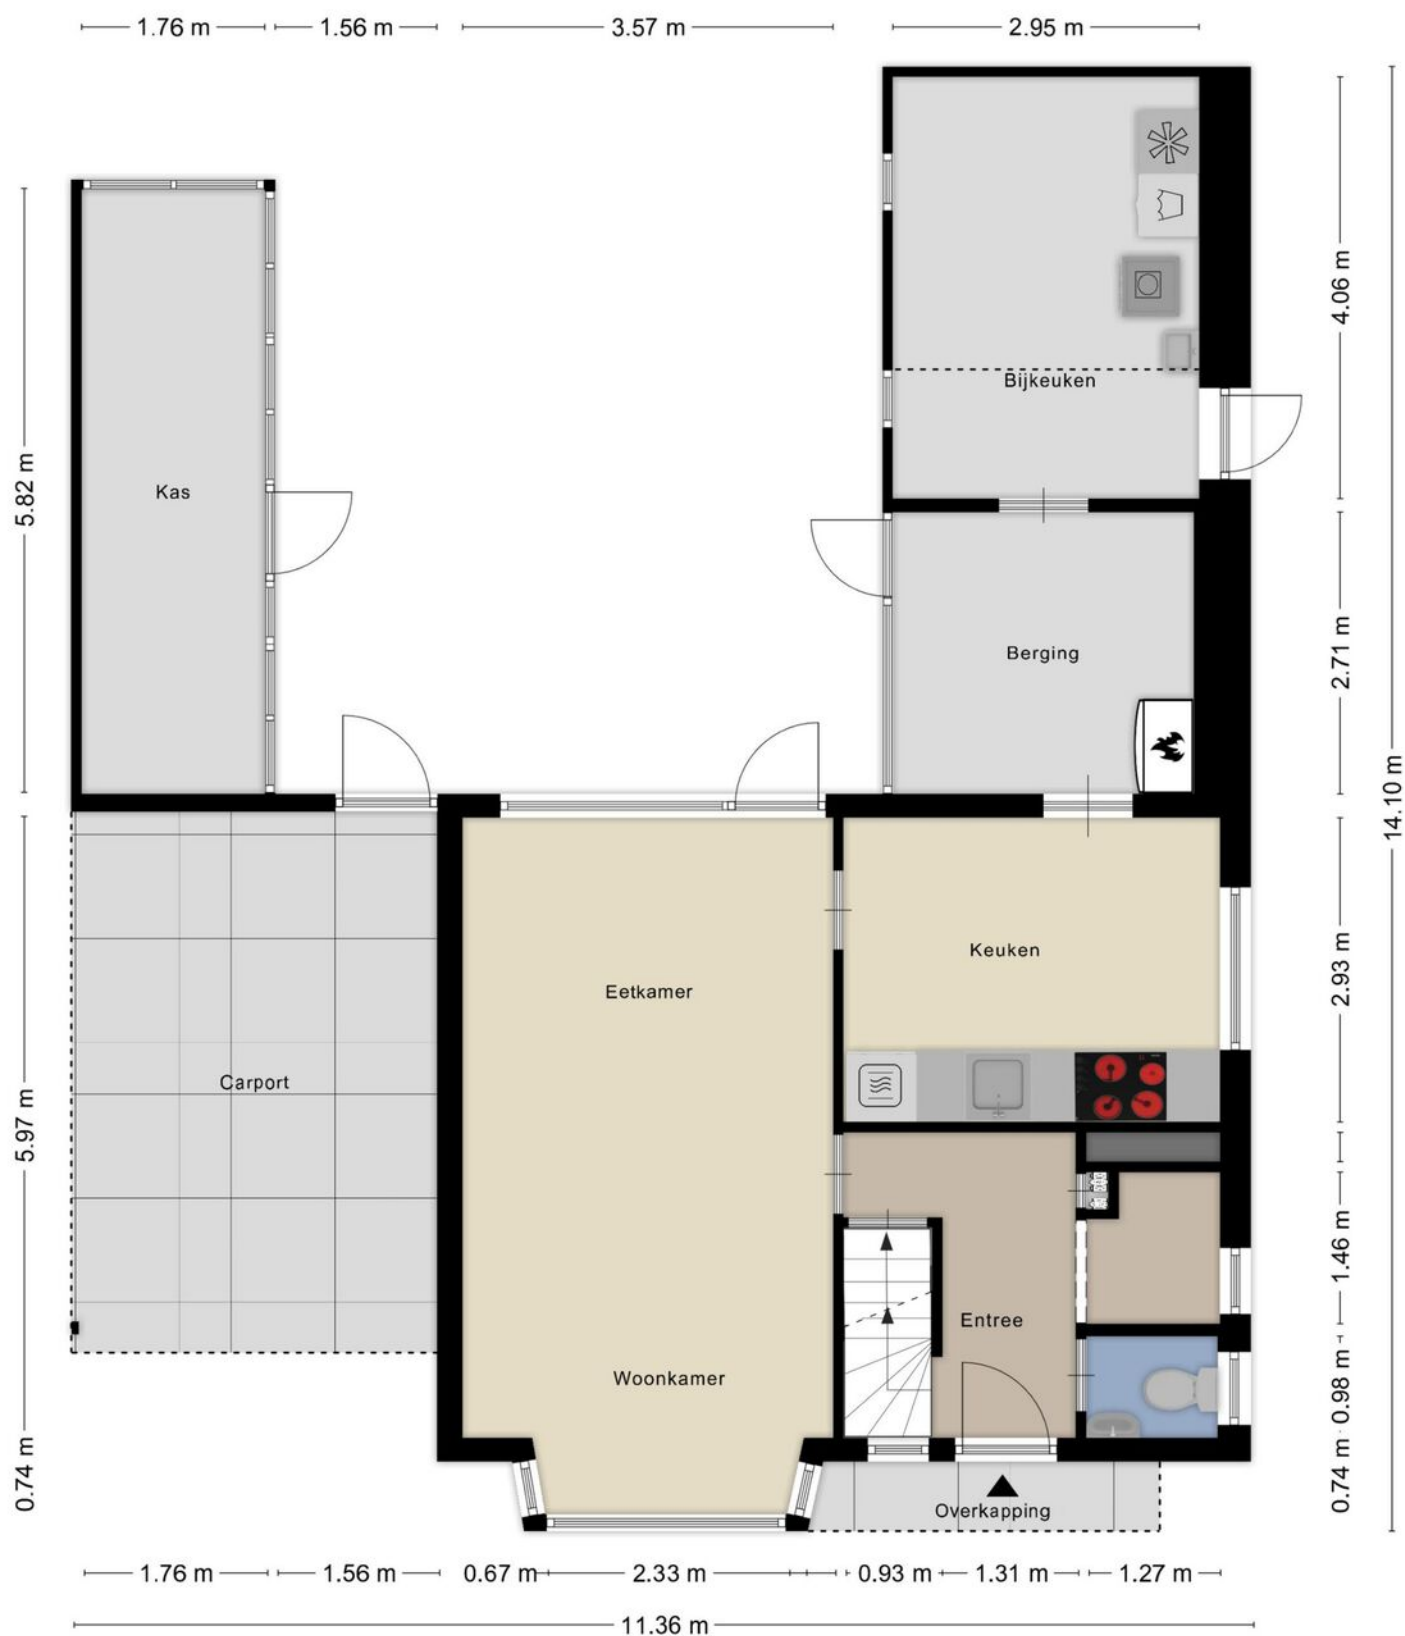 1.76 m
1.56 m
3.57 m
2.95 m
4.06 m
Bijkeuken
5.82 m
Kas
2.71 m
Berging
14.10 m
2.93 m
Keuken
Eetkamer
Carport
5.97 m
1.46 m
Entree
Woonkamer
0.98 m
0.74 m
0.74 m
Overkapping
1.76 m
1.56 m
0.67 m
2.33 m
0.93 m
1.31 m
1.27 m
11.36 m